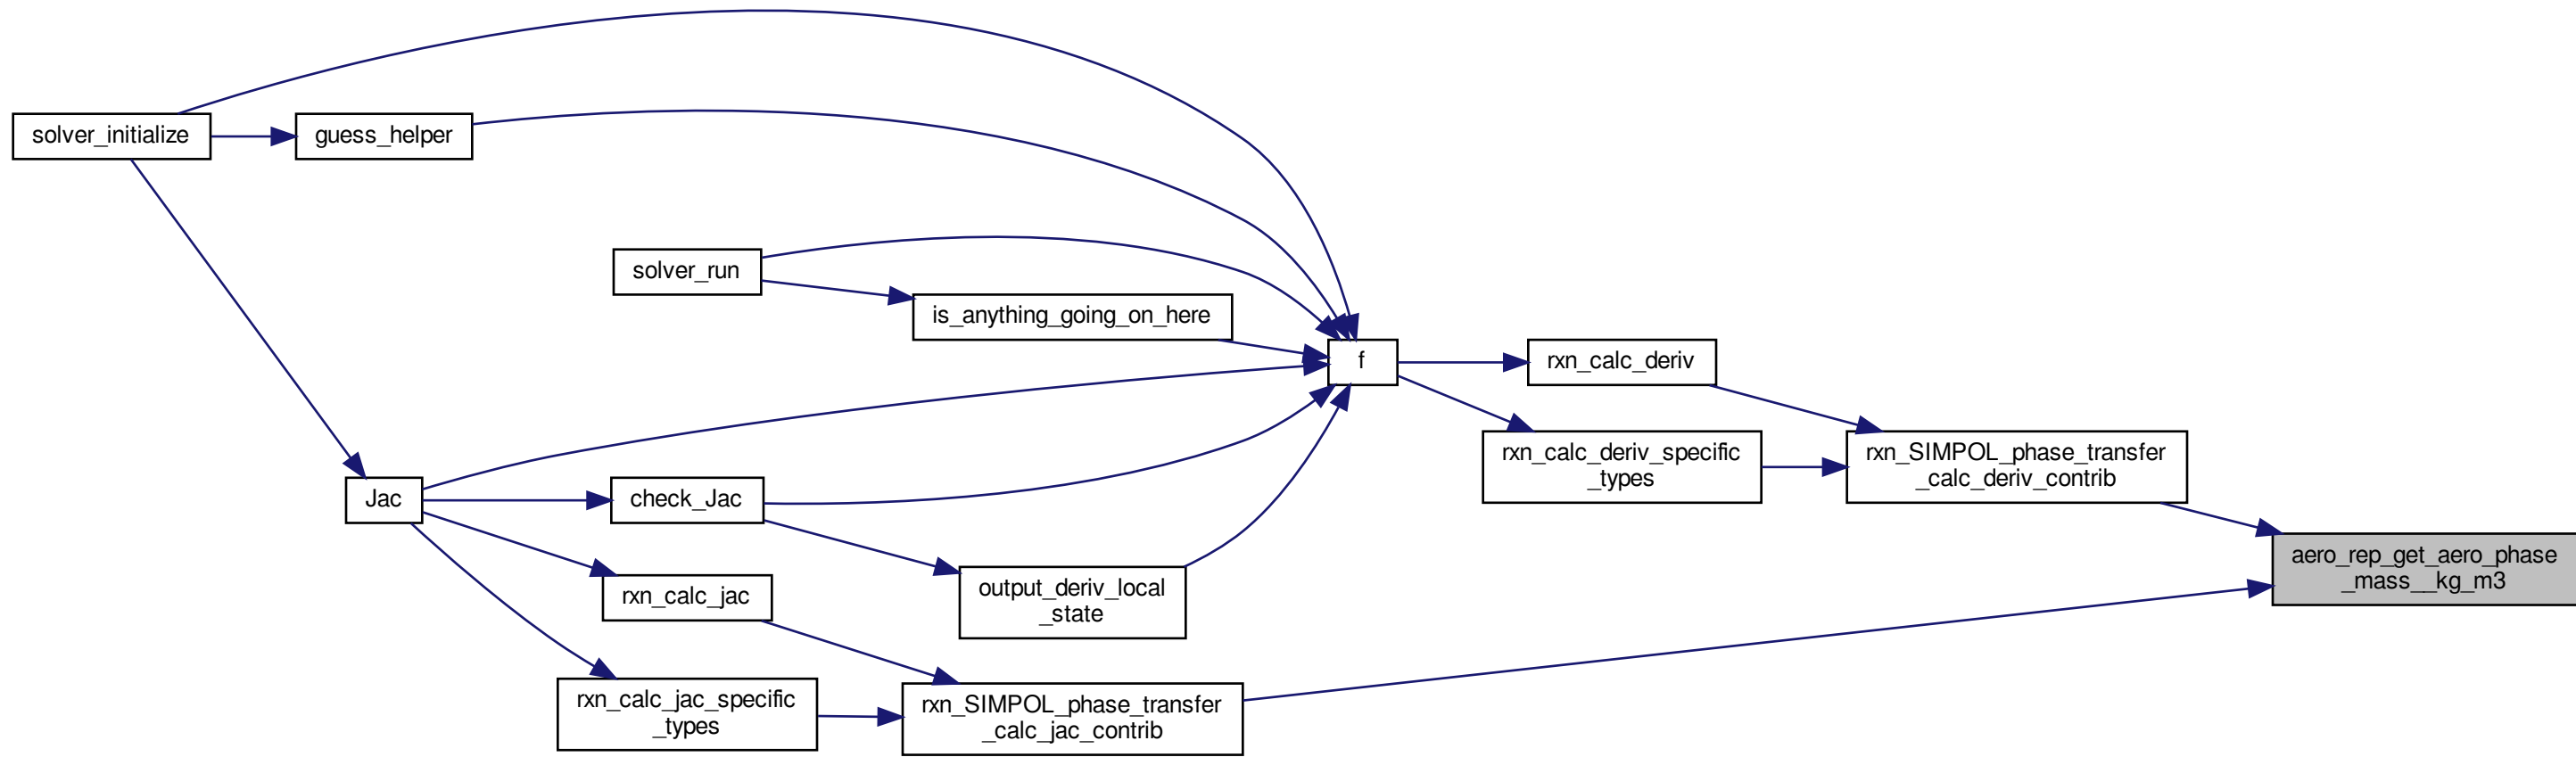 solver_initialize
guess_helper
solver_run
is_anything_going_on_here
f
rxn_calc_deriv
rxn_calc_deriv_specific
_types
rxn_SIMPOL_phase_transfer
_calc_deriv_contrib
Jac
check_Jac
aero_rep_get_aero_phase
_mass__kg_m3
rxn_calc_jac
output_deriv_local
_state
rxn_calc_jac_specific
_types
rxn_SIMPOL_phase_transfer
_calc_jac_contrib